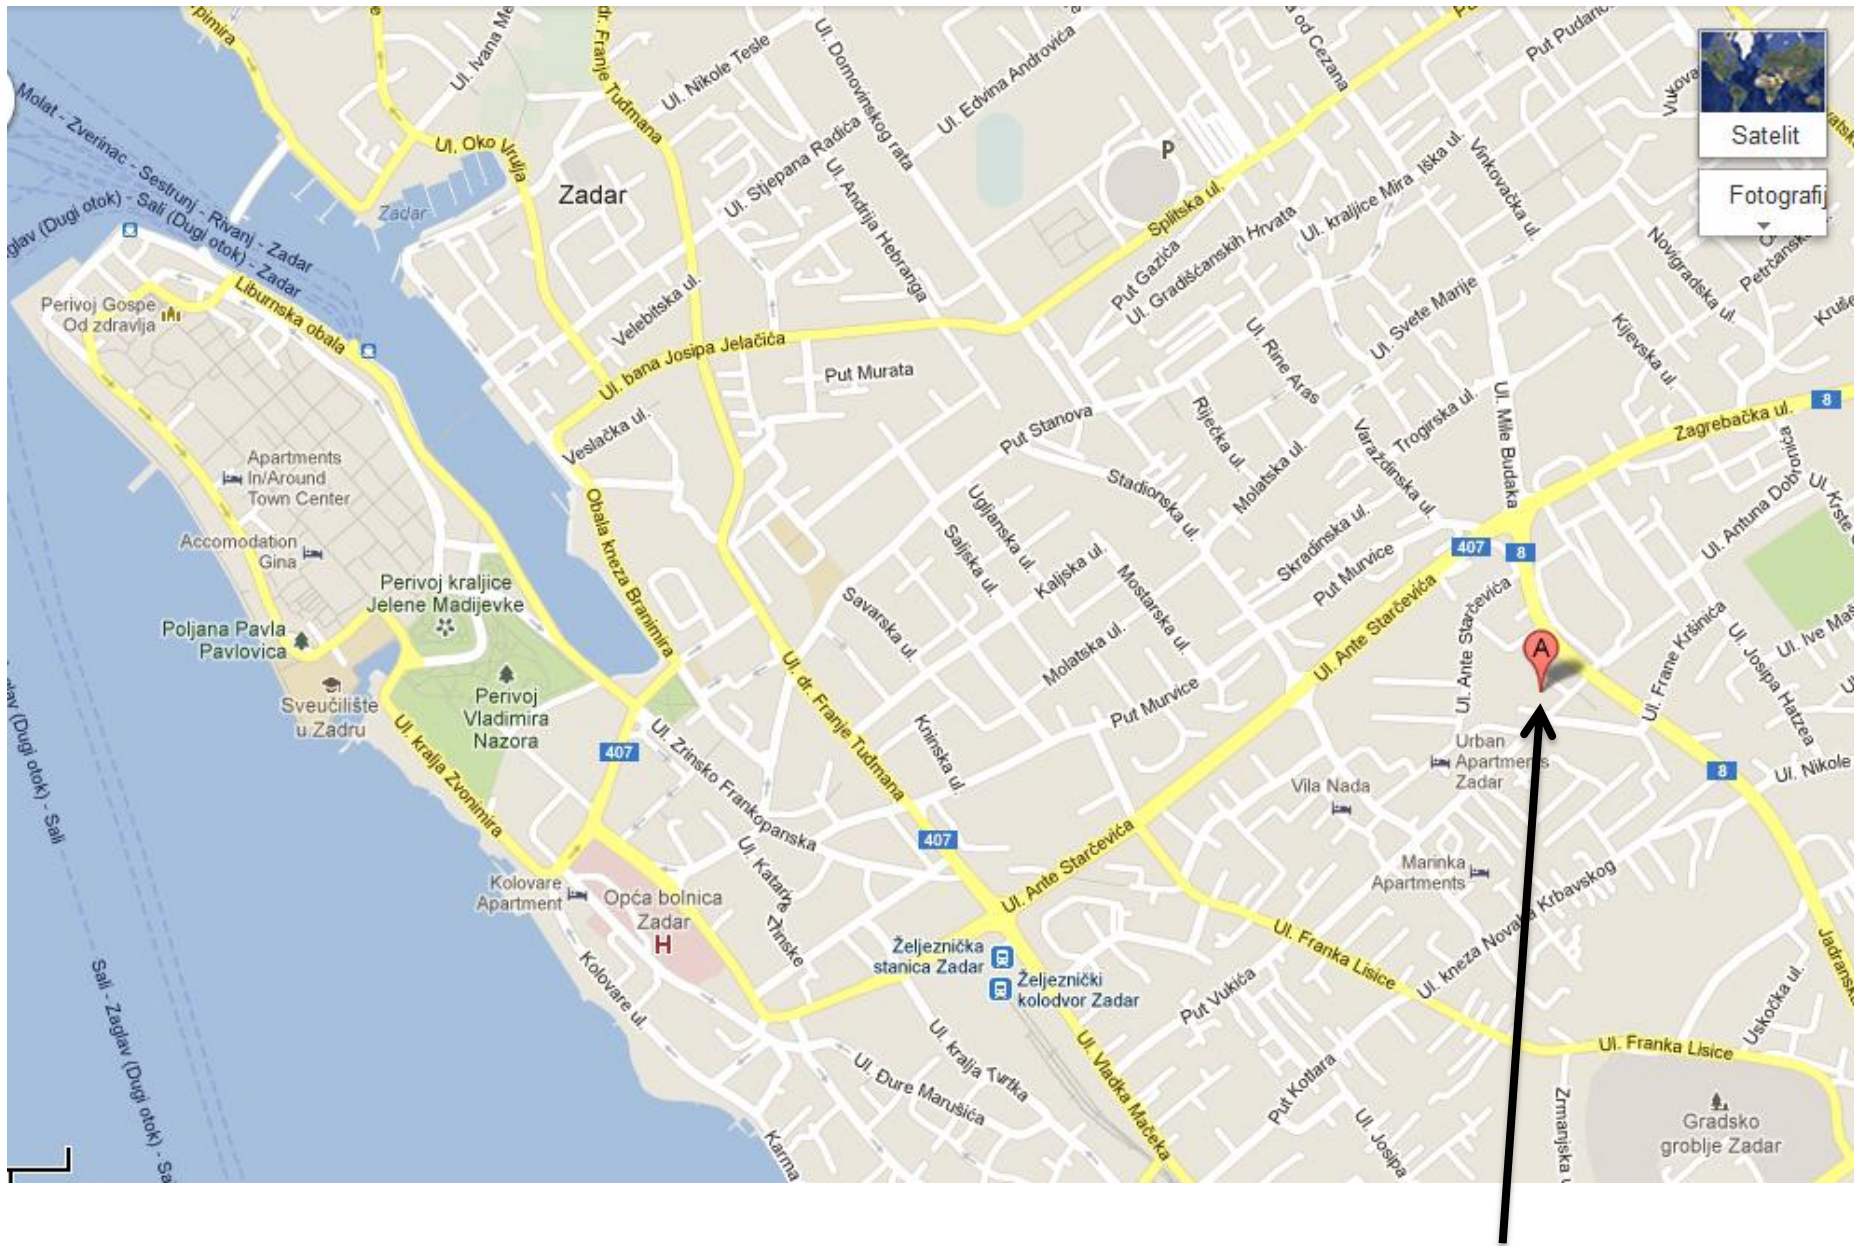 Ul. Ivana Me
dr. Franje Tuđmana
Ul. Nikole Tesle
Ul. Domovinskog rata
Ul. Edvina Androvića
a od Cezana
Put Pudarić
Satelit
Fotografij
Molat - Zverinac - Sestrunj - Rivanj - Zadar
Zaglav (Dugi otok) - Sali (Dugi otok) - Zadar
Zadar
Ul. Oko Vrulja
Zadar
Ul. Stjepana Radića
Ul. Andrija Hebranga
P
Splitska ul.
Put Gazića
Ul. Gradišćanskih Hrvata
Ul. kraljice Mira
Iška ul.
Vinkovačka ul.
Novigradska ul.
Petrčanska
Kruše
Perivoj Gospe
Od zdravlja
Liburnska obala
Velebitska ul.
Ul. bana Josipa Jelačića
Put Murata
Ul. Rine Aras
Ul. Svete Marije
Kijevska ul.
Veslačka ul.
Put Stanova
Riječka ul.
Molatska ul.
Varaždinska ul.
Trogirska ul.
Ul. Mile Budaka
Zagrebačka ul.
8
Apartments
In/Around
Town Center
Obala kneza Branimira
Stadionska ul.
Ugljanska ul.
Saljska ul.
Kaljska ul.
Mostarska ul.
Skradinska ul.
Put Murvice
407
8
Ul. Antuna Dobronića
Ul. Krste
Accomodation
Gina
Perivoj kraljice
Jelene Madijevke
Savarska ul.
Molatska ul.
Put Murvice
Ul. Ante Starčevića
Ul. Ante Starčevića
A
Ul. Frane Kršinića
Ul. Josipa Hatzea
Ul. Ive Maš
Ul. Nikole
8
Poljana Pavla
Pavlovica
Sveučilište
u Zadru
Perivoj
Vladimira
Nazora
Ul. kralja Zvonimira
407
Ul. Zrinsko Frankopanska
Ul. dr. Franje Tuđmana
Kninska ul.
407
Urban
Apartments
Zadar
Vila Nada
Marinka
Apartments
Kolovare
Apartment
Opća bolnica
Zadar
H
Ul. Katarine Zrinske
Ul. Ante Starčevića
Željeznička
stanica Zadar
Željeznički
kolodvor Zadar
Ul. Franka Lisice
Ul. kneza Novaka Krbavskog
Put Vukića
Kolovare ul.
Ul. kralja Tvrtka
Ul. Đure Marušića
Ul. Vladka Mačeka
Put Kotlara
Ul. Josipa
Ul. Franka Lisice
Uskočka ul.
Jadranska
Zrmanjska u
Gradsko
groblje Zadar
Karma
Zaglav (Dugi otok) - Sali
Sali - Zaglav (Dugi otok) - Sa